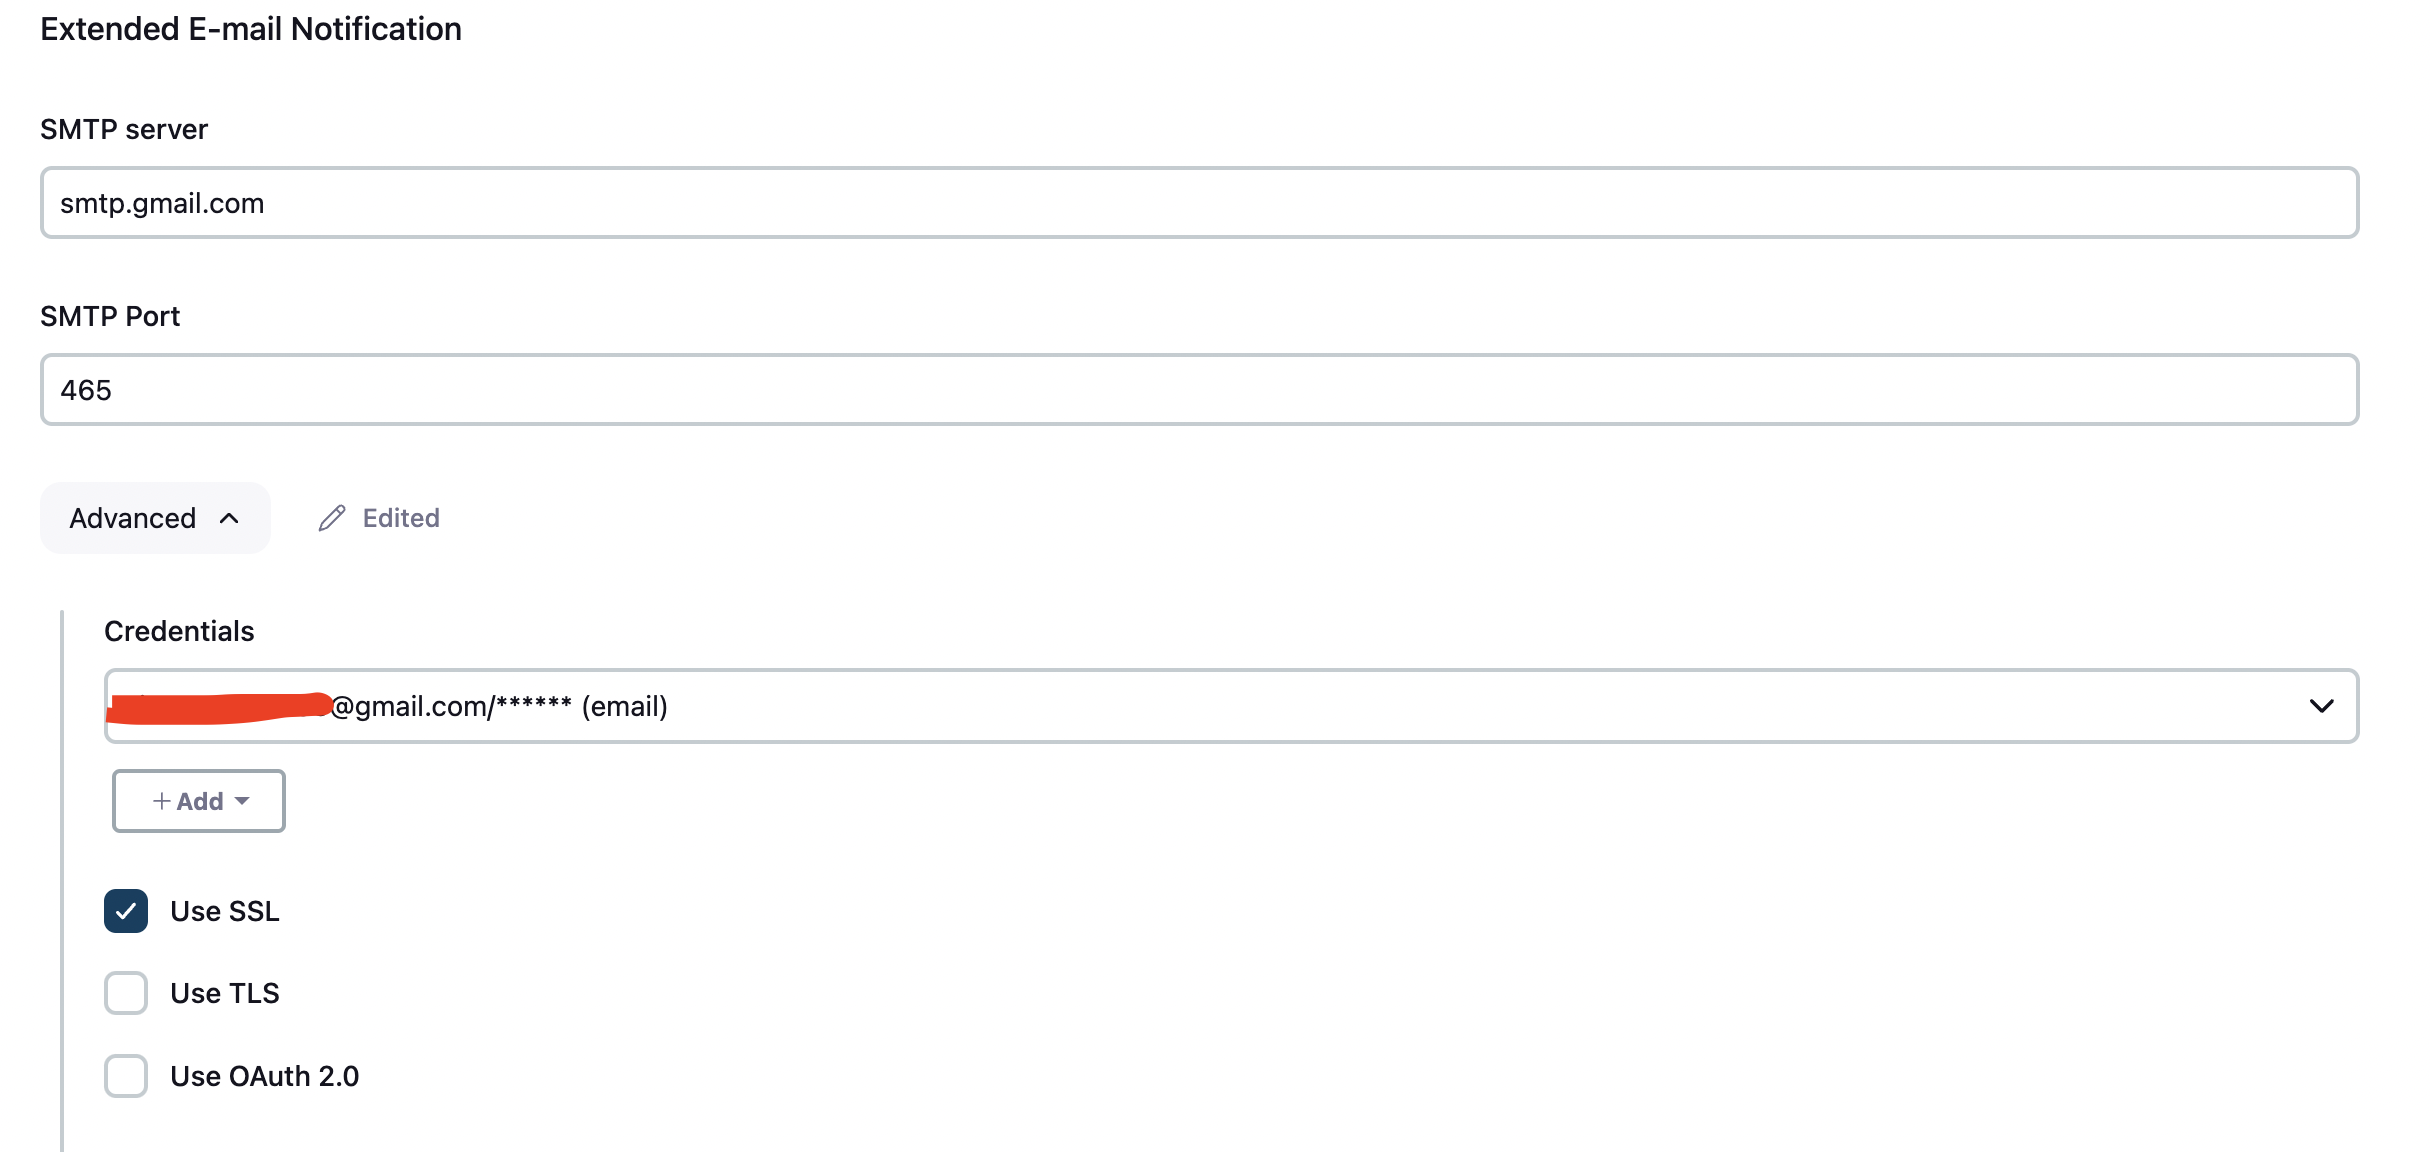 Extended E-mail Notification
SMTP server
smtp.gmail.com
SMTP Port
465
Advanced
Edited
Credentials
@gmail.com/****** (email)
+ Add
Use SSL
Use TLS
Use OAuth 2.0